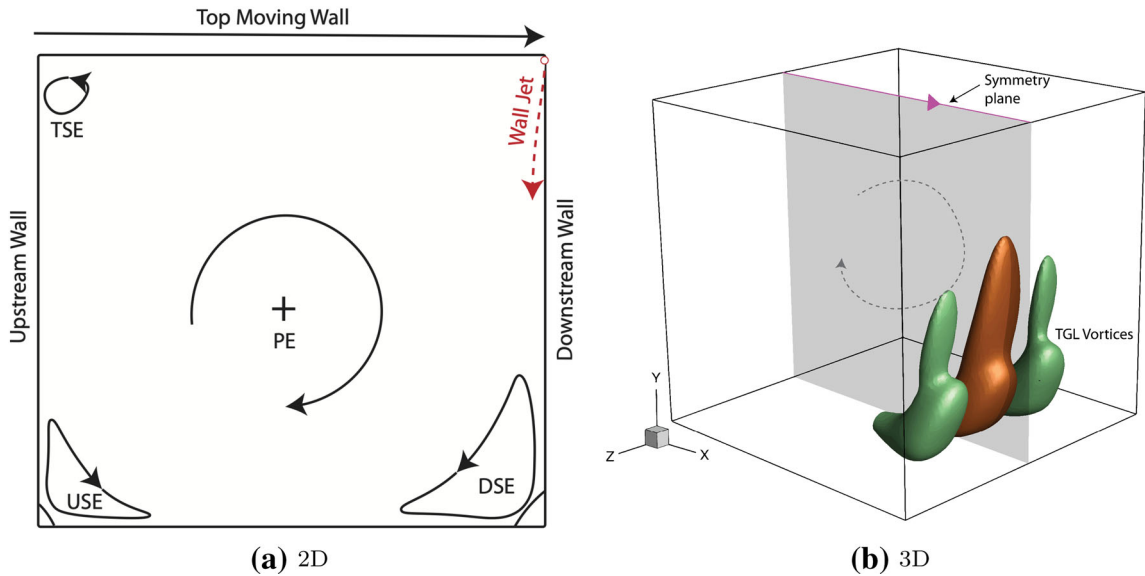 Top Moving Wall
TSE
Wall Jet
Upstream Wall
Downstream Wall
PE
USE
DSE
(a) 2D
Symmetry
plane
TGL Vortices
Y
Z
X
(b) 3D